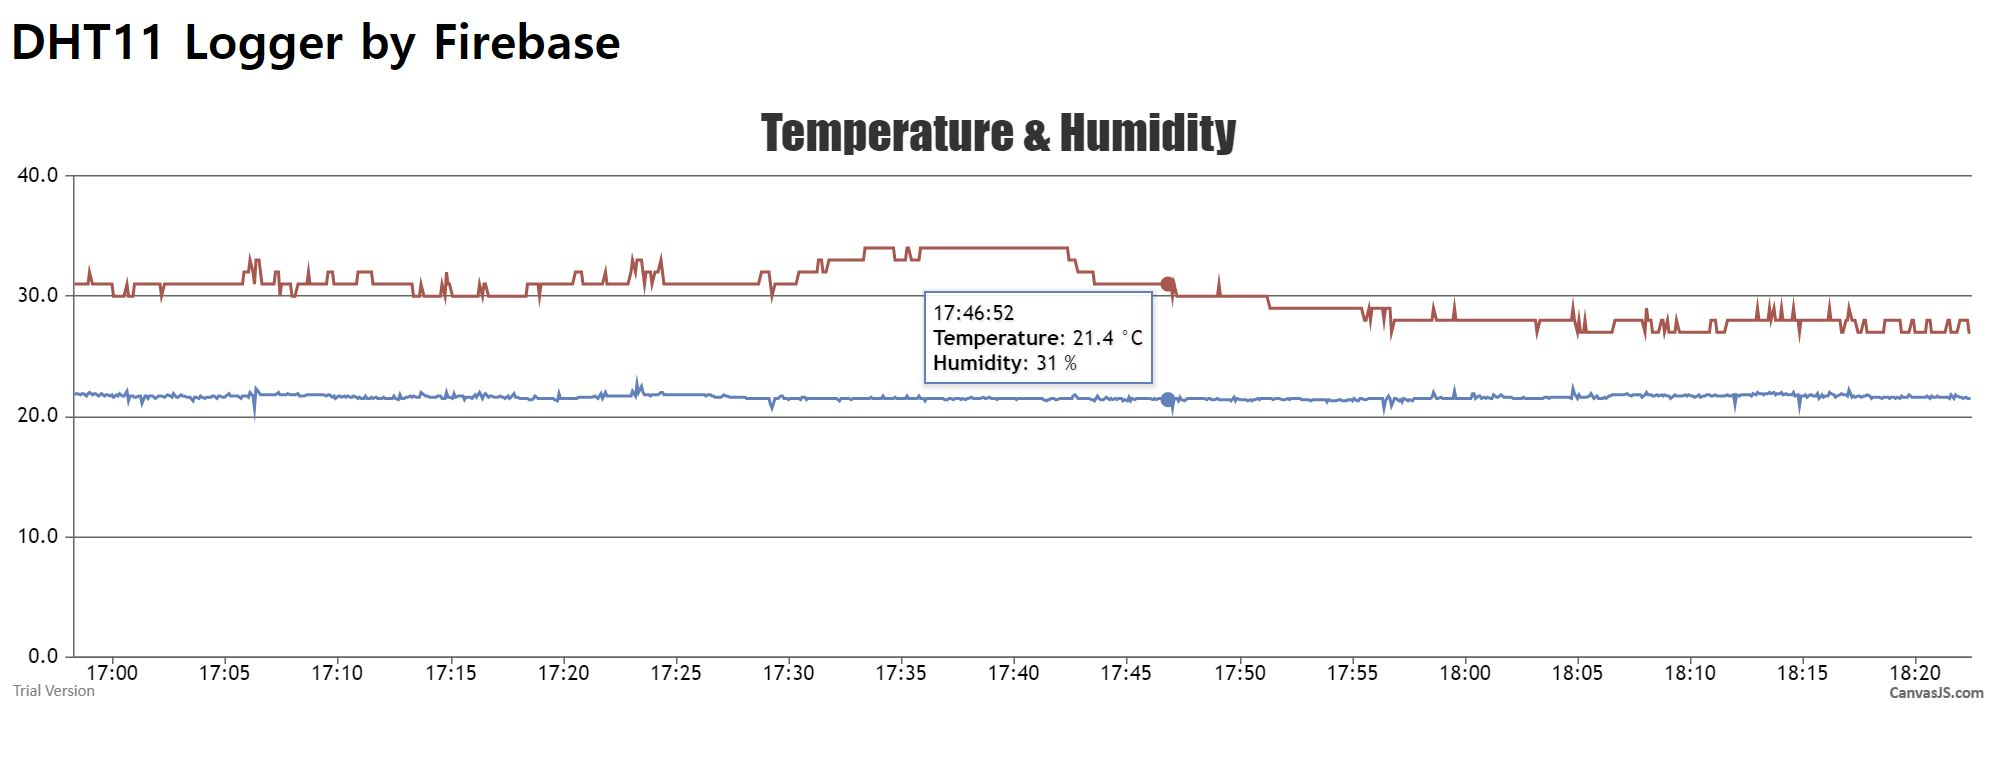 DHT11 Logger by Firebase
Temperature & Humidity
40.0
30.0
17:46:52
Temperature: 21.4 °C
Humidity: 31 %
20.0
10.0
0.0
17:00 17:05 17:10 17:15 17:20 17:25 17:30 17:35 17:40 17:45 17:50 17:55 18:00 18:05 18:10 18:15 18:20
Trial Version
CanvasJS.com